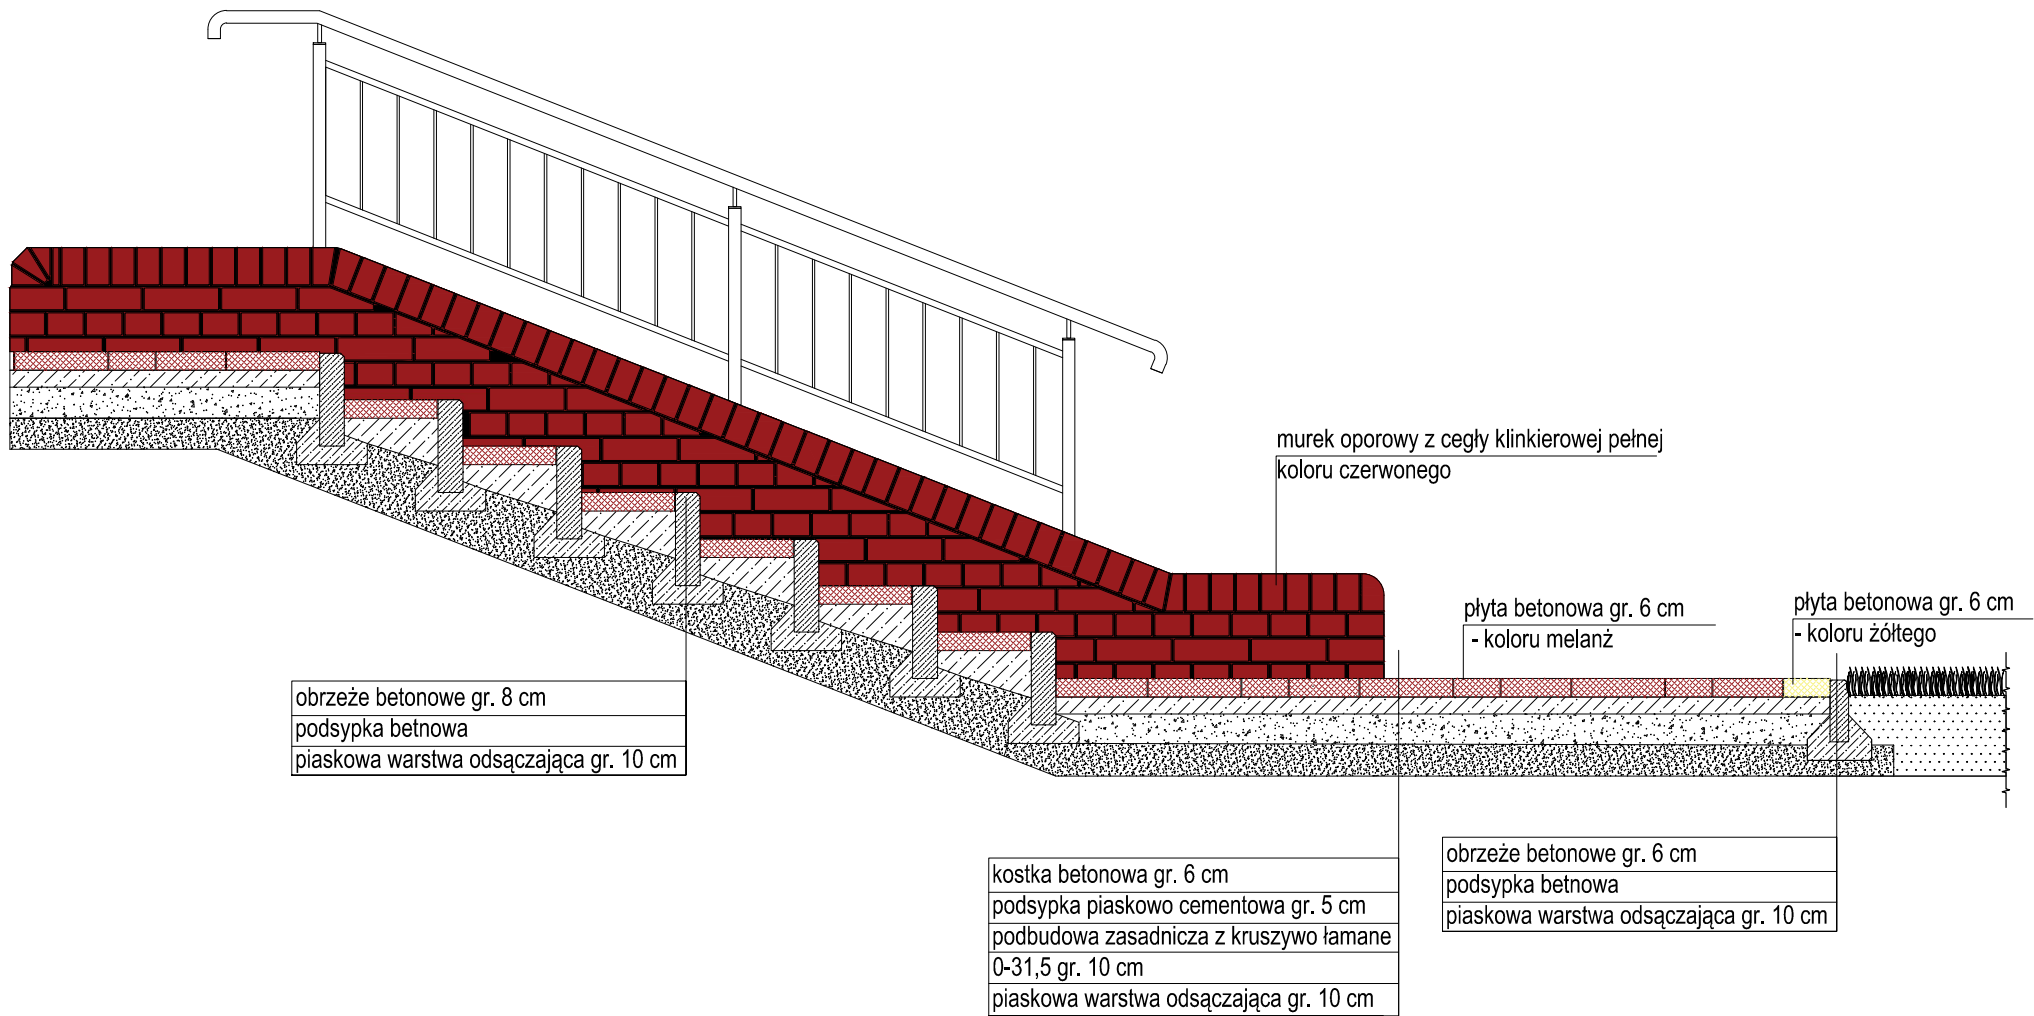 murek oporowy z cegły klinkierowej pełnej
koloru czerwonego
płyta betonowa gr. 6 cm
- koloru melanż
płyta betonowa gr. 6 cm
- koloru żółtego
obrzeże betonowe gr. 8 cm
podsypka betnowa
piaskowa warstwa odsączająca gr. 10 cm
kostka betonowa gr. 6 cm
podsypka piaskowo cementowa gr. 5 cm
podbudowa zasadnicza z kruszywo łamane
0-31,5 gr. 10 cm
piaskowa warstwa odsączająca gr. 10 cm
obrzeże betonowe gr. 6 cm
podsypka betnowa
piaskowa warstwa odsączająca gr. 10 cm